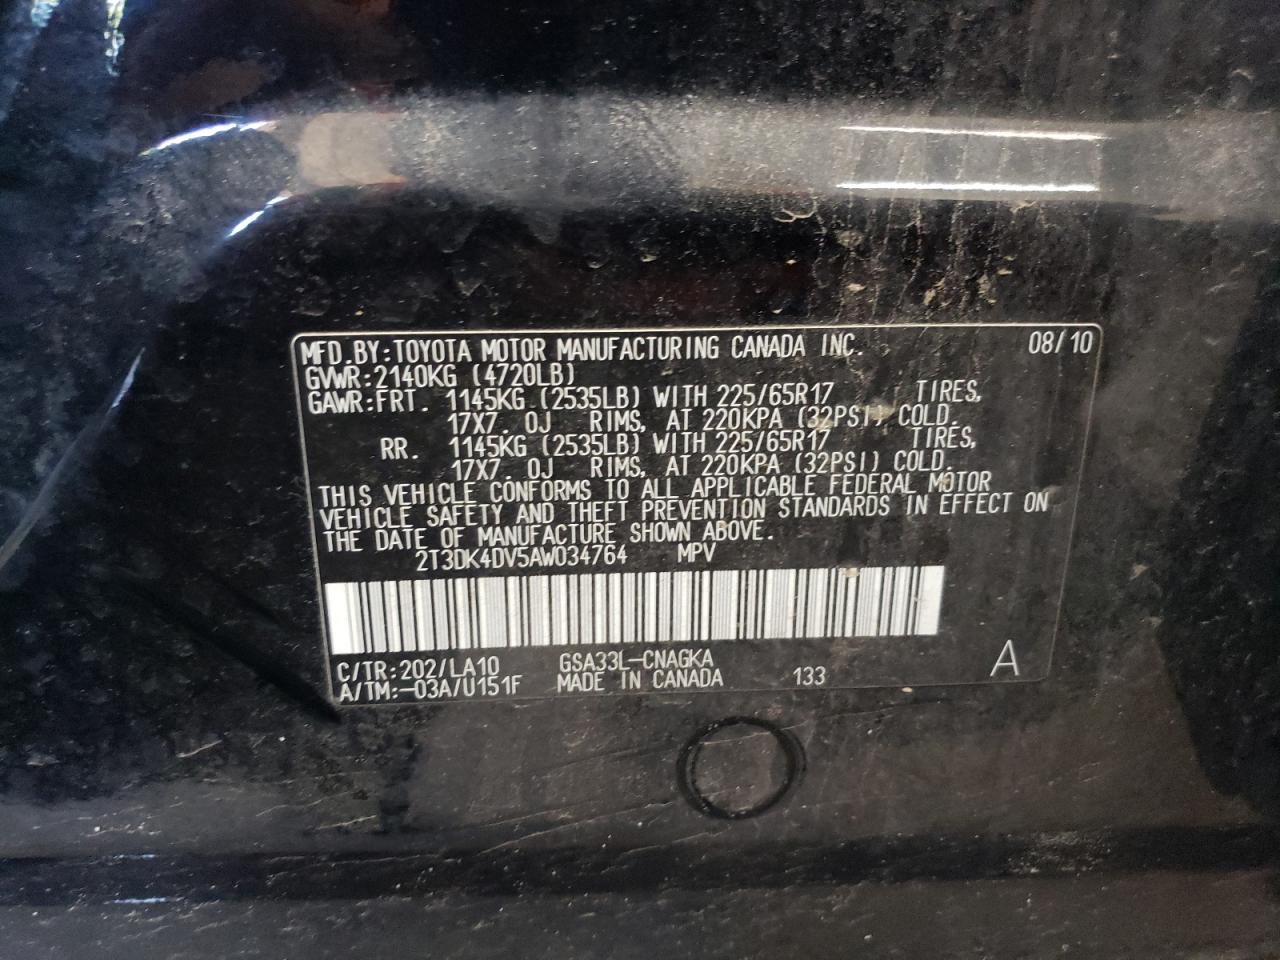 MFD.BY:TOYOTA MOTOR MANUFACTURING CANADA INC. 08/10
GVWR:2140KG (4720LB)
GAWR:FRT. 1145KG (2535LB) WITH 225/65R17 TIRES,
17X7.0J RIMS, AT 220KPA (32PSI) COLD.
RR. 1145KG (2535LB) WITH 225/65R17 TIRES,
17X7.0J RIMS, AT 220KPA (32PSI) COLD.
THIS VEHICLE CONFORMS TO ALL APPLICABLE FEDERAL MOTOR
VEHICLE SAFETY AND THEFT PREVENTION STANDARDS IN EFFECT ON
THE DATE OF MANUFACTURE SHOWN ABOVE.
2T3DK4DV5AW034764 MPV
C/TR:202/LA10 GSA33L-CNAGKA
A/TM:-03A/U151F MADE IN CANADA 133 A